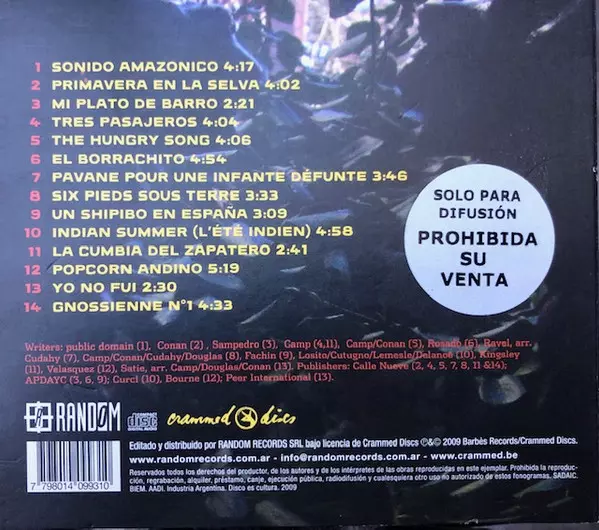 1 SONIDO AMAZONICO 4:17
2 PRIMAVERA EN LA SELVA 4:02
3 MI PLATO DE BARRO 2:21
4 TRES PASAJEROS 4:04
5 THE HUNGRY SONG 4:06
6 EL BORRACHITO 4:54
7 PAVANE POUR UNE INFANTE DÉFUNTE 3:46
8 SIX PIEDS SOUS TERRE 3:33
9 UN SHIPIBO EN ESPAÑA 3:09
10 INDIAN SUMMER (L'ÉTÉ INDIEN) 4:58
11 LA CUMBIA DEL ZAPATERO 2:41
12 POPCORN ANDINO 5:19
13 YO NO FUI 2:30
14 GNOSSIENNE N°1 4:33
SOLO PARA
DIFUSIÓN
PROHIBIDA
SU
VENTA
Writers: public domain (1), Conan (2) , Sampedro (3), Camp (4,11), Camp/Conan (5), Rosado (6), Ravel, arr.
Cudahy (7), Camp/Conan/Cudahy/Douglas (8), Fachin (9), Losito/Cutugno/Lemesle/Delanoë (10), Kingsley
(11), Velasquez (12), Satie, arr. Camp/Douglas/Conan (13). Publishers: Calle Nueve (2, 4, 5, 7, 8, 11 &14);
APDAYC (3, 6, 9); Curci (10), Bourne (12); Peer International (13).
RANDOM
COMPACT
disc
DIGITAL AUDIO
crammed discs
Editado y distribuido por RANDOM RECORDS SRL bajo licencia de Crammed Discs ℗&© 2009 Barbès Records/Crammed Discs.
www.randomrecords.com.ar - info@randomrecords.com.ar - www.crammed.be
Reservados todos los derechos del productor, de los autores y de los intérpretes de las obras reproducidas en este ejemplar. Prohibida la reproduc-
ción, regrabación, alquiler, préstamo, canje, ejecución pública, radiodifusión y cualesquiera otro uso no autorizado de estos fonogramas. SADAIC.
BIEM. AADI. Industria Argentina. Disco es cultura. 2009
7 798014 099310